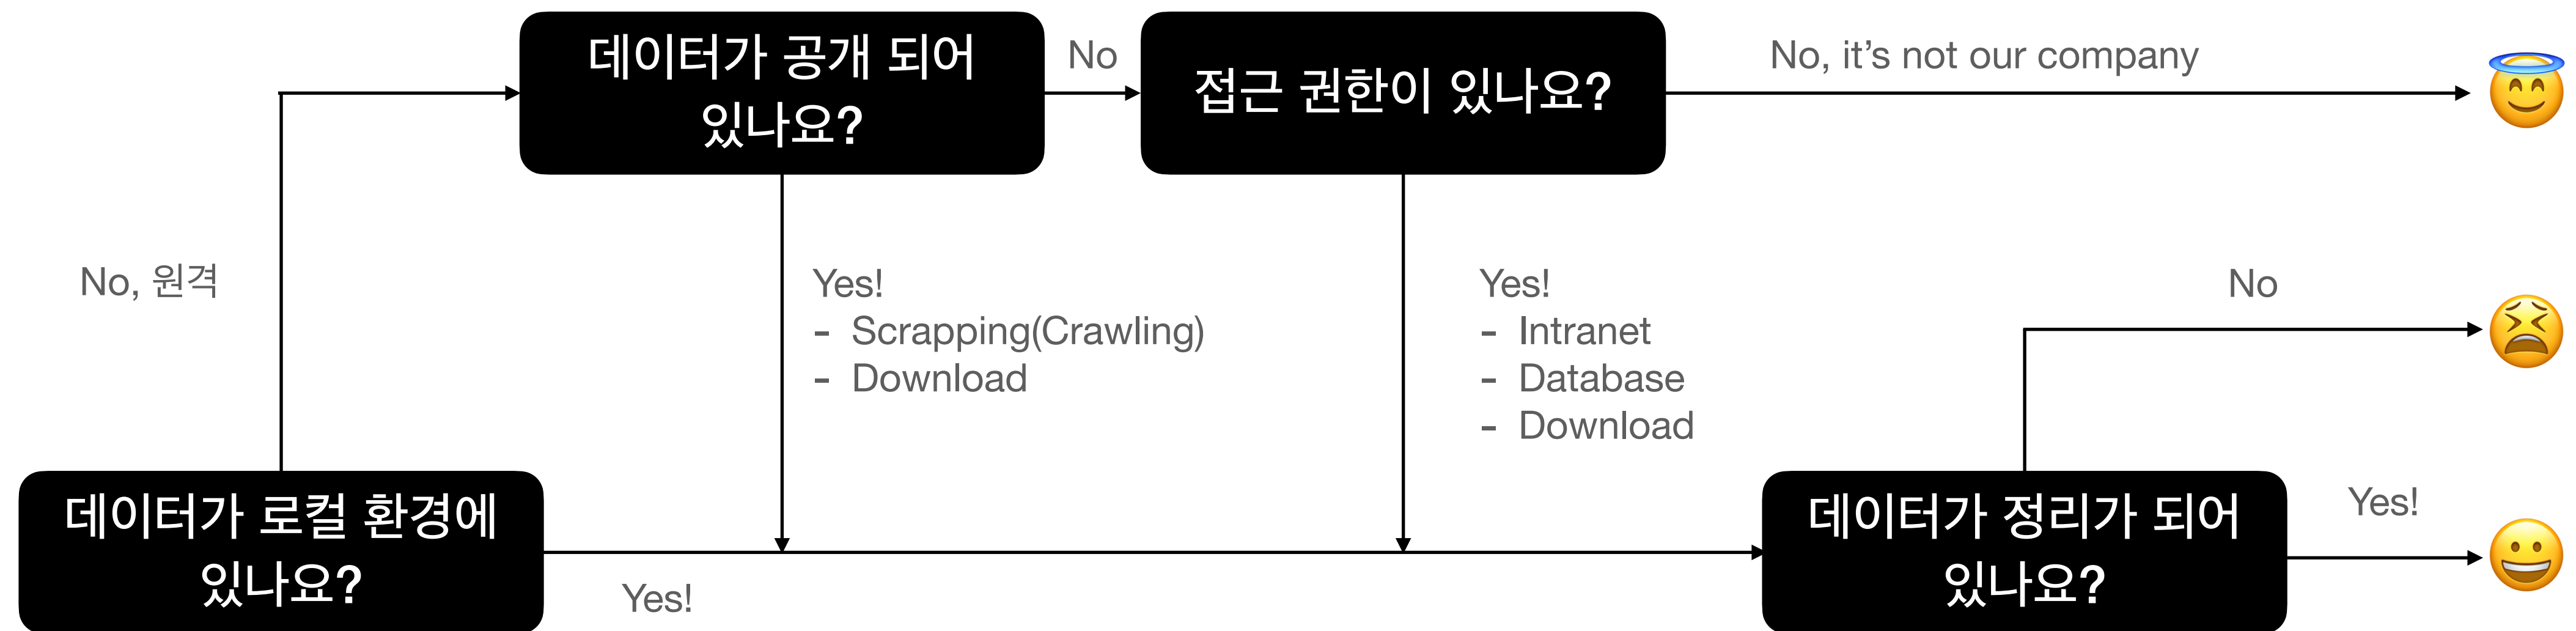 데이터가 공개 되어
있나요?
No
접근 권한이 있나요?
No, it’s not our company
No, 원격
Yes!
- Scrapping(Crawling)
- Download
Yes!
- Intranet
- Database
- Download
No
데이터가 로컬 환경에
있나요?
Yes!
데이터가 정리가 되어
있나요?
Yes!